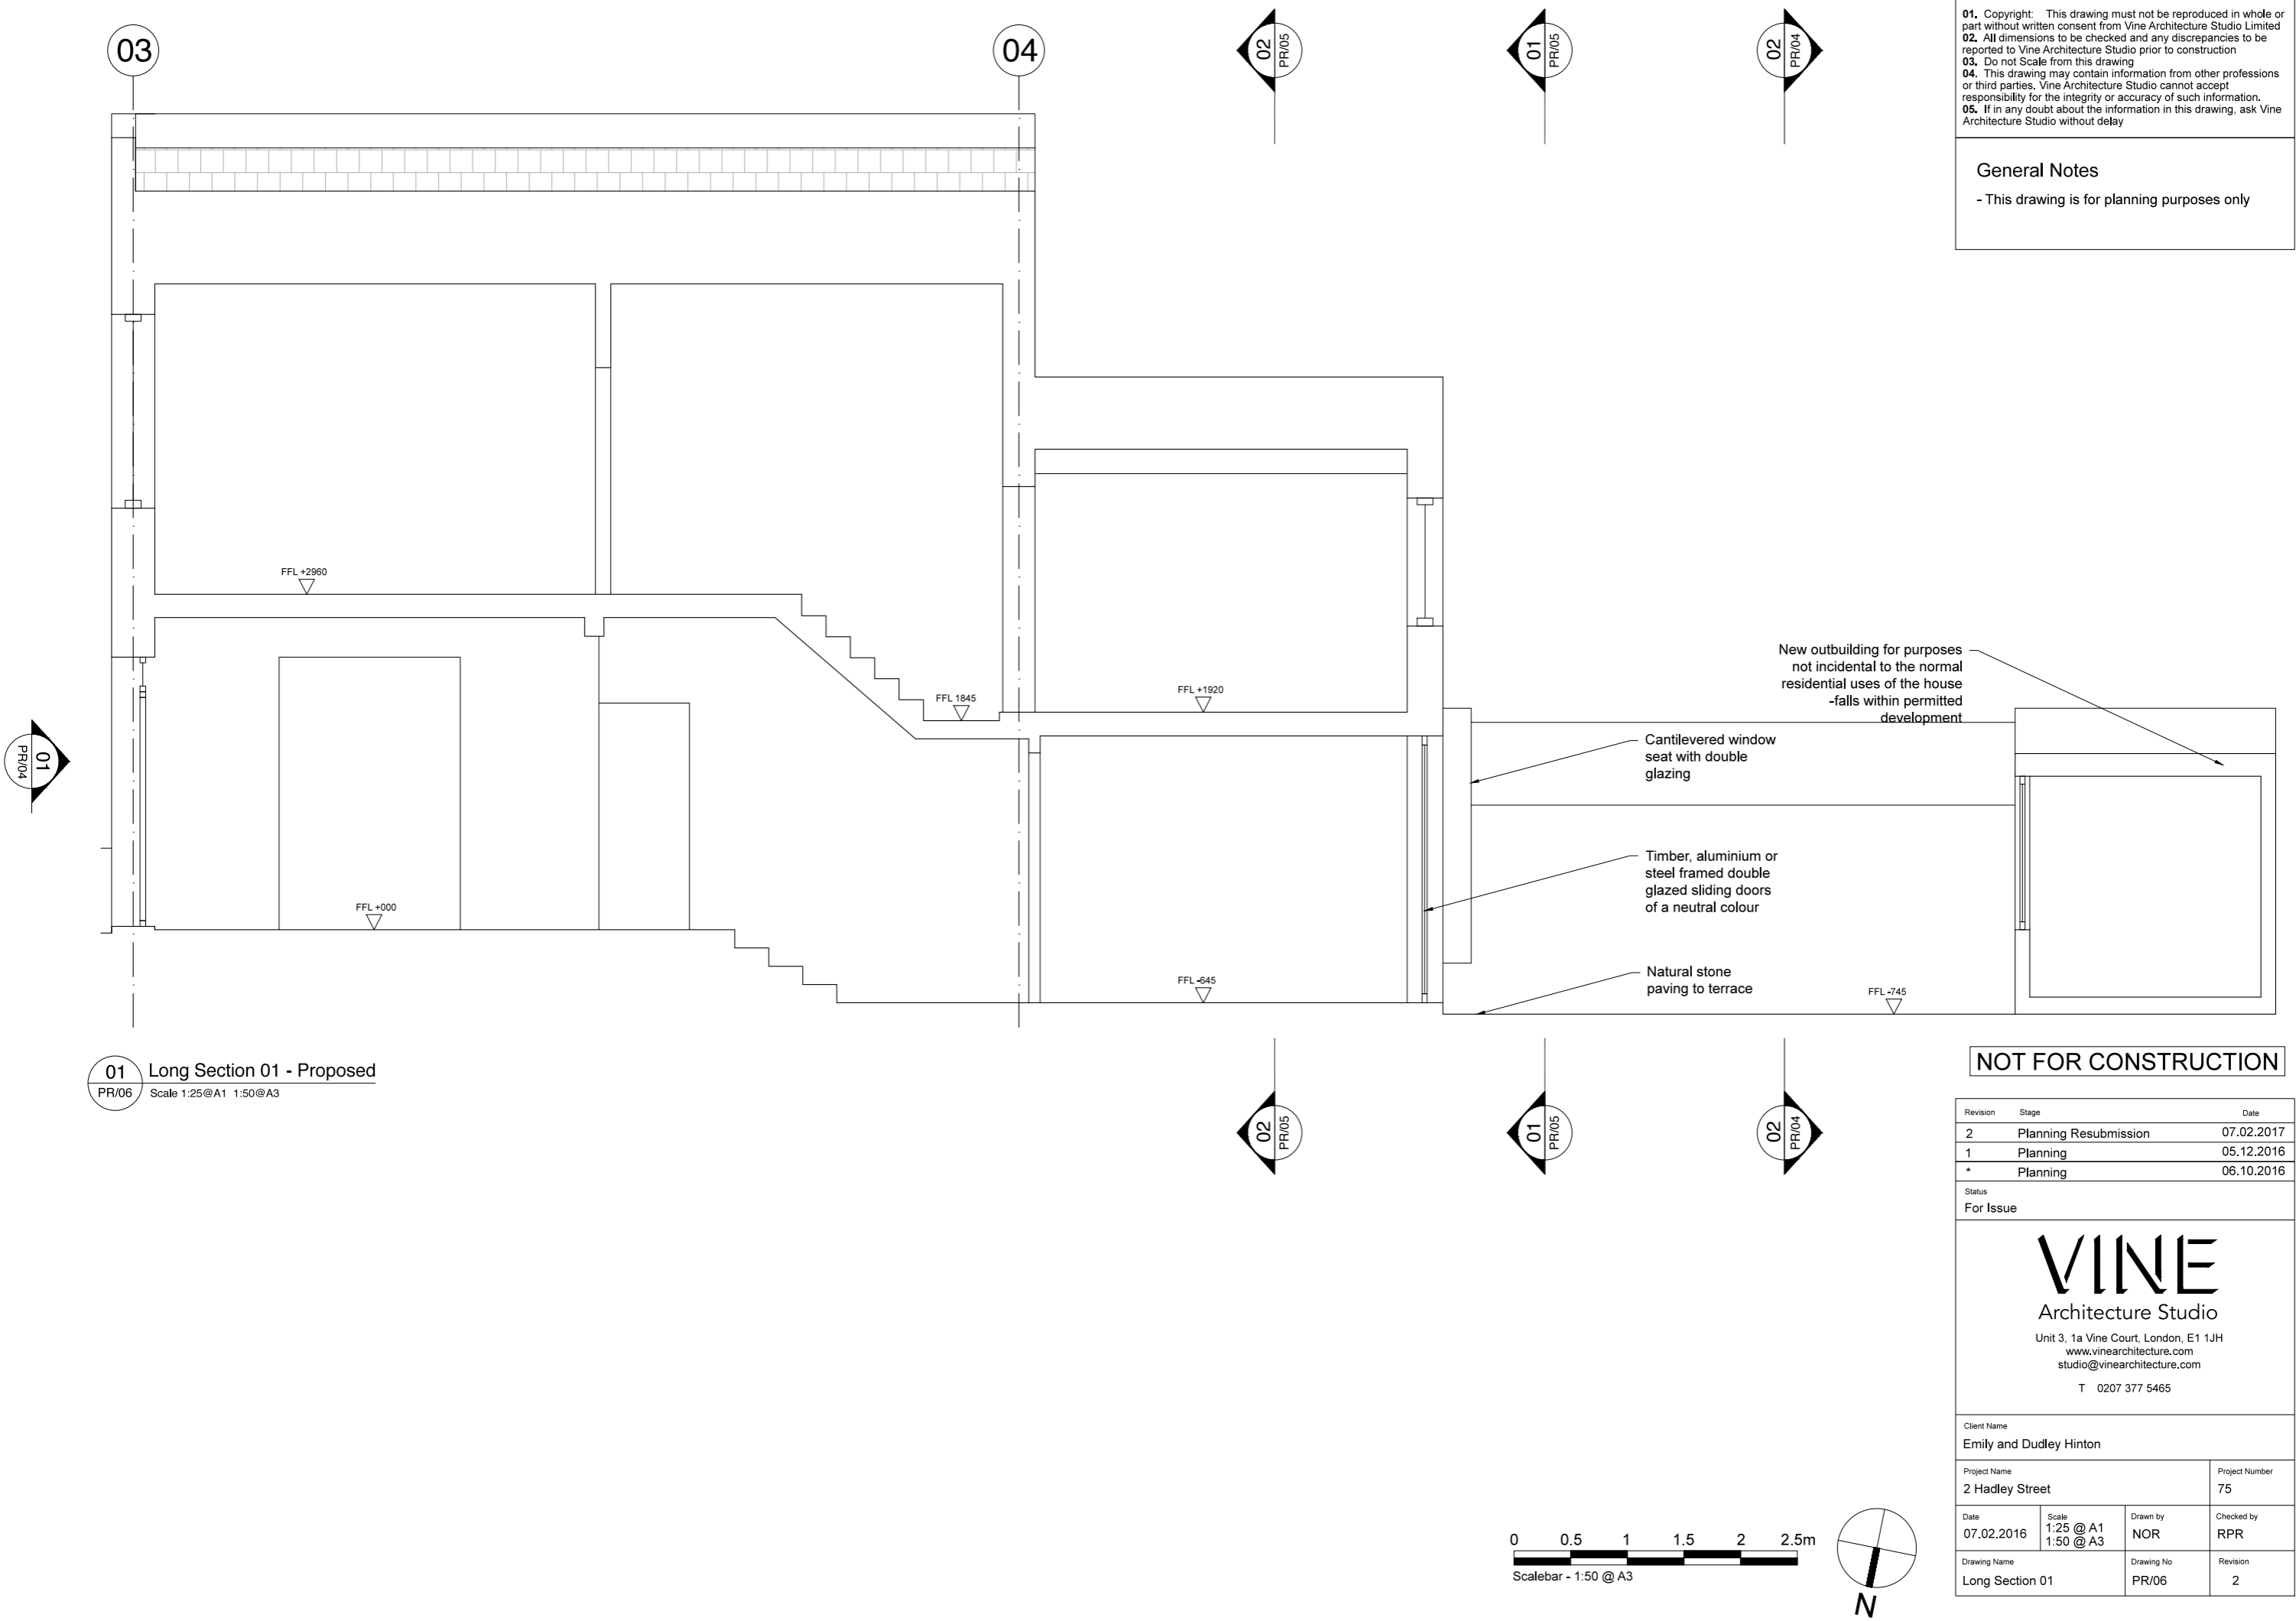 03
04
02
PR/05
01
PR/05
02
PR/04
01. Copyright: This drawing must not be reproduced in whole or
part without written consent from Vine Architecture Studio Limited
02. All dimensions to be checked and any discrepancies to be
reported to Vine Architecture Studio prior to construction
03. Do not Scale from this drawing
04. This drawing may contain information from other professions
or third parties. Vine Architecture Studio cannot accept
responsibility for the integrity or accuracy of such information.
05. If in any doubt about the information in this drawing, ask Vine
Architecture Studio without delay
General Notes
- This drawing is for planning purposes only
FFL +2960
FFL 1845
FFL +1920
New outbuilding for purposes
not incidental to the normal
residential uses of the house
-falls within permitted
development
01
PR/04
Cantilevered window
seat with double
glazing
Timber, aluminium or
steel framed double
glazed sliding doors
of a neutral colour
FFL +000
Natural stone
paving to terrace
FFL -645
FFL -745
01
PR/06
Long Section 01 - Proposed
Scale 1:25@A1 1:50@A3
02
PR/05
01
PR/05
02
PR/04
NOT FOR CONSTRUCTION
Revision Stage Date
2 Planning Resubmission 07.02.2017
1 Planning 05.12.2016
* Planning 06.10.2016
Status
For Issue
VINE
Architecture Studio
Unit 3, 1a Vine Court, London, E1 1JH
www.vinearchitecture.com
studio@vinearchitecture.com
T 0207 377 5465
Client Name
Emily and Dudley Hinton
Project Name Project Number
2 Hadley Street 75
Date Scale Drawn by Checked by
07.02.2016 1:25 @ A1 NOR RPR
1:50 @ A3
Drawing Name Drawing No Revision
Long Section 01 PR/06 2
0 0.5 1 1.5 2 2.5m
Scalebar - 1:50 @ A3
N